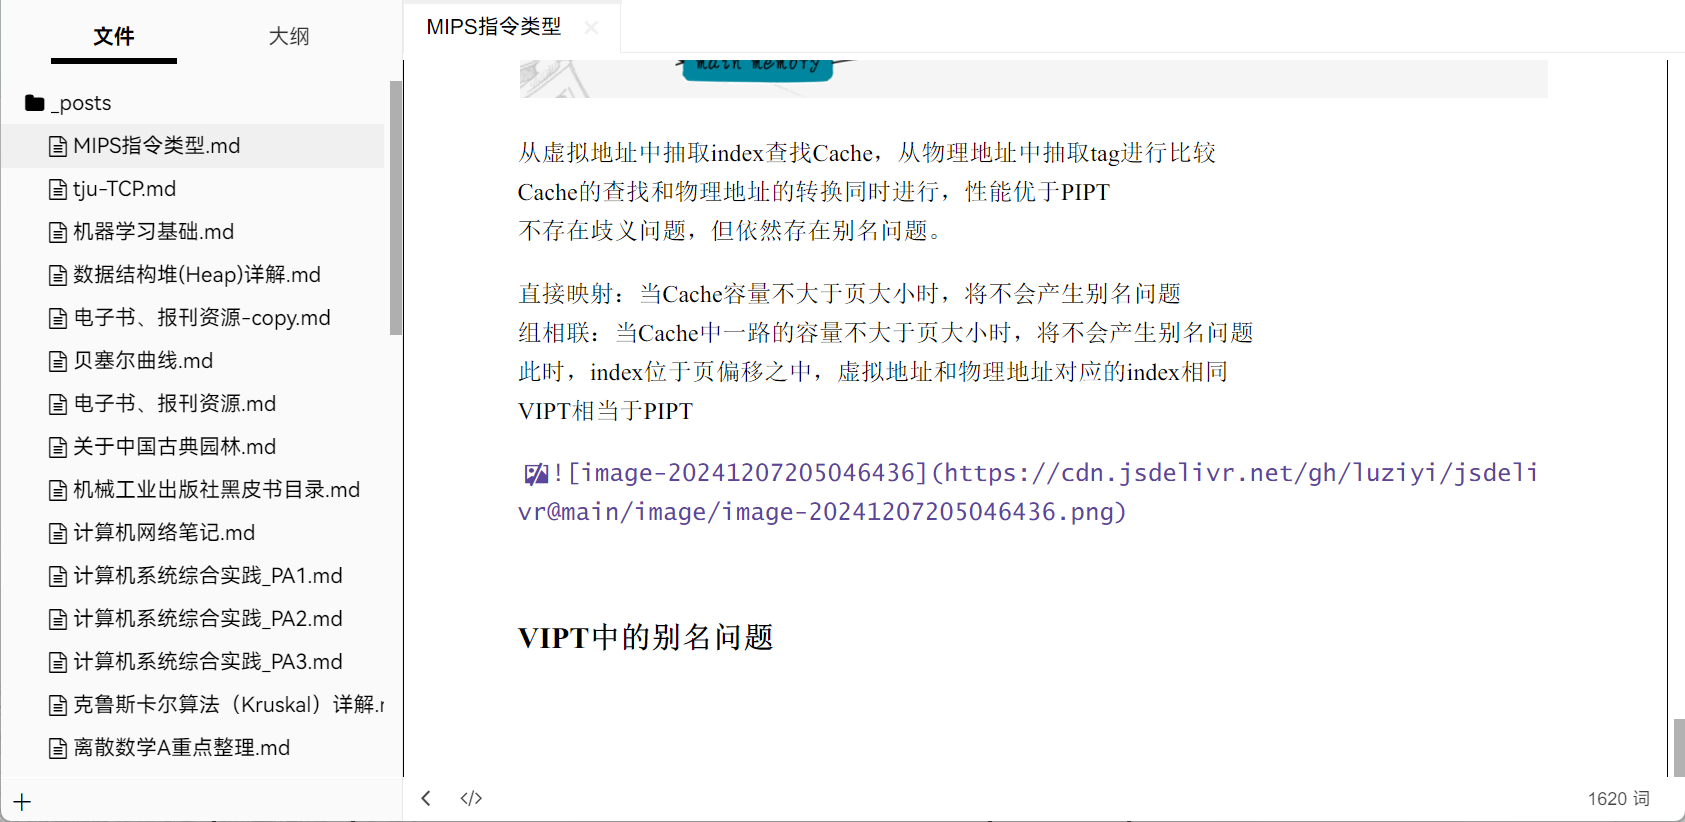 文件
大纲
_posts
MIPS指令类型.md
tju-TCP.md
机器学习基础.md
数据结构堆(Heap)详解.md
电子书、报刊资源-copy.md
贝塞尔曲线.md
电子书、报刊资源.md
关于中国古典园林.md
机械工业出版社黑皮书目录.md
计算机网络笔记.md
计算机系统综合实践_PA1.md
计算机系统综合实践_PA2.md
计算机系统综合实践_PA3.md
克鲁斯卡尔算法（Kruskal）详解.
离散数学A重点整理.md
MIPS指令类型
main memory
从虚拟地址中抽取index查找Cache，从物理地址中抽取tag进行比较
Cache的查找和物理地址的转换同时进行，性能优于PIPT
不存在歧义问题，但依然存在别名问题。
直接映射：当Cache容量不大于页大小时，将不会产生别名问题
组相联：当Cache中一路的容量不大于页大小时，将不会产生别名问题
此时，index位于页偏移之中，虚拟地址和物理地址对应的index相同
VIPT相当于PIPT
![image-20241207205046436](https://cdn.jsdelivr.net/gh/luziyi/jsdeli
vr@main/image/image-20241207205046436.png)
VIPT中的别名问题
1620 词